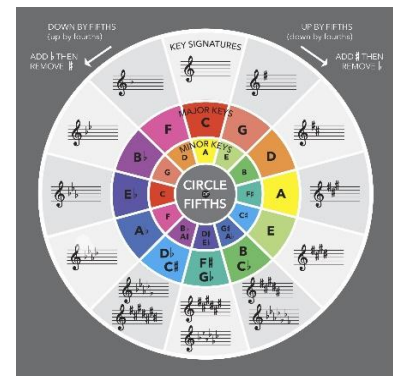 DOWN BY FIFTHS
(up by fourths)
ADD ♭ THEN
REMOVE ♯
UP BY FIFTHS
(down by fourths)
ADD ♯ THEN
REMOVE ♭
KEY SIGNATURES
MAJOR KEYS
C
G
D
A
E
B
C♭
F♯
G♭
D♭
C♯
A♭
E♭
B♭
F
MINOR KEYS
A
E
B
F♯
C♯
G♯
A♭
D♯
E♭
B♭
A♯
F
C
G
D
CIRCLE
of
FIFTHS